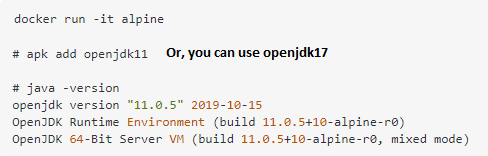 docker run -it alpine
# apk add openjdk11 Or, you can use openjdk17
# java -version
openjdk version "11.0.5" 2019-10-15
OpenJDK Runtime Environment (build 11.0.5+10-alpine-r0)
OpenJDK 64-Bit Server VM (build 11.0.5+10-alpine-r0, mixed mode)